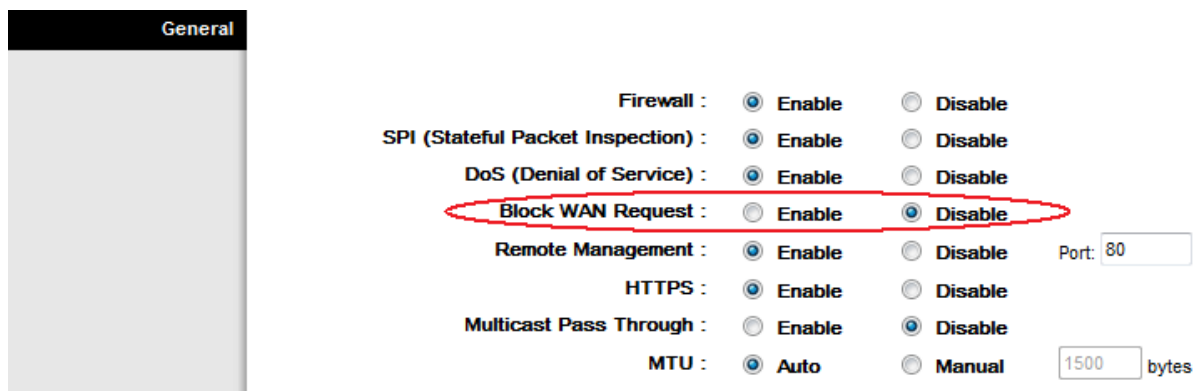 General
Firewall : Enable Disable
SPI (Stateful Packet Inspection) : Enable Disable
DoS (Denial of Service) : Enable Disable
Block WAN Request : Enable Disable
Remote Management : Enable Disable Port: 80
HTTPS : Enable Disable
Multicast Pass Through : Enable Disable
MTU : Auto Manual 1500 bytes